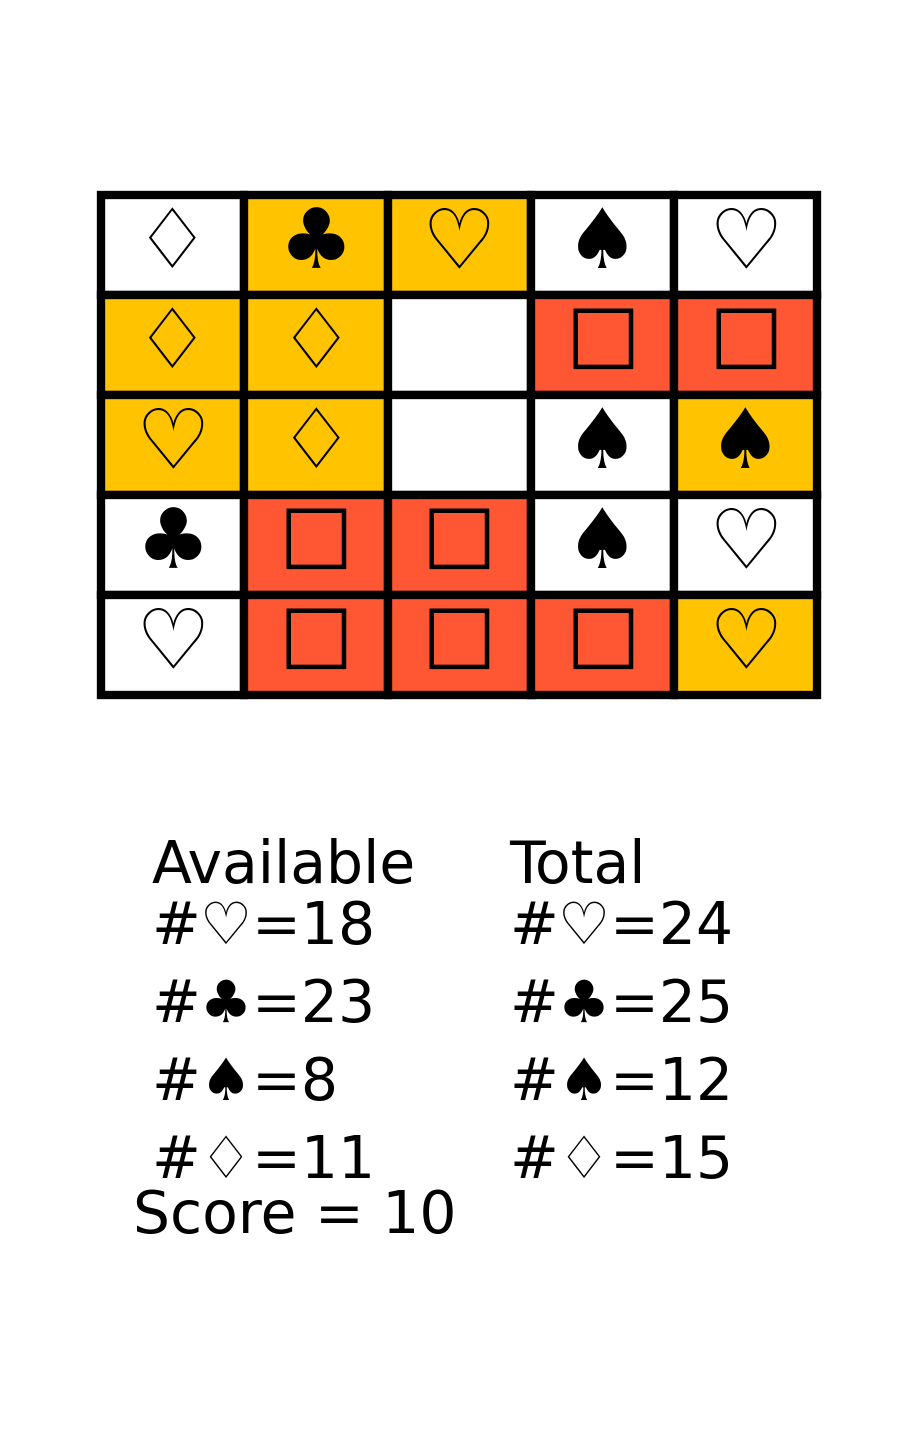 ♢ ♣ ♡ ♠ ♡
♢ ♢ □ □
♡ ♢ ♠ ♠
♣ □ □ ♠ ♡
♡ □ □ □ ♡
Available Total
#♡=18 #♡=24
#♣=23 #♣=25
#♠=8 #♠=12
#♢=11 #♢=15
Score = 10